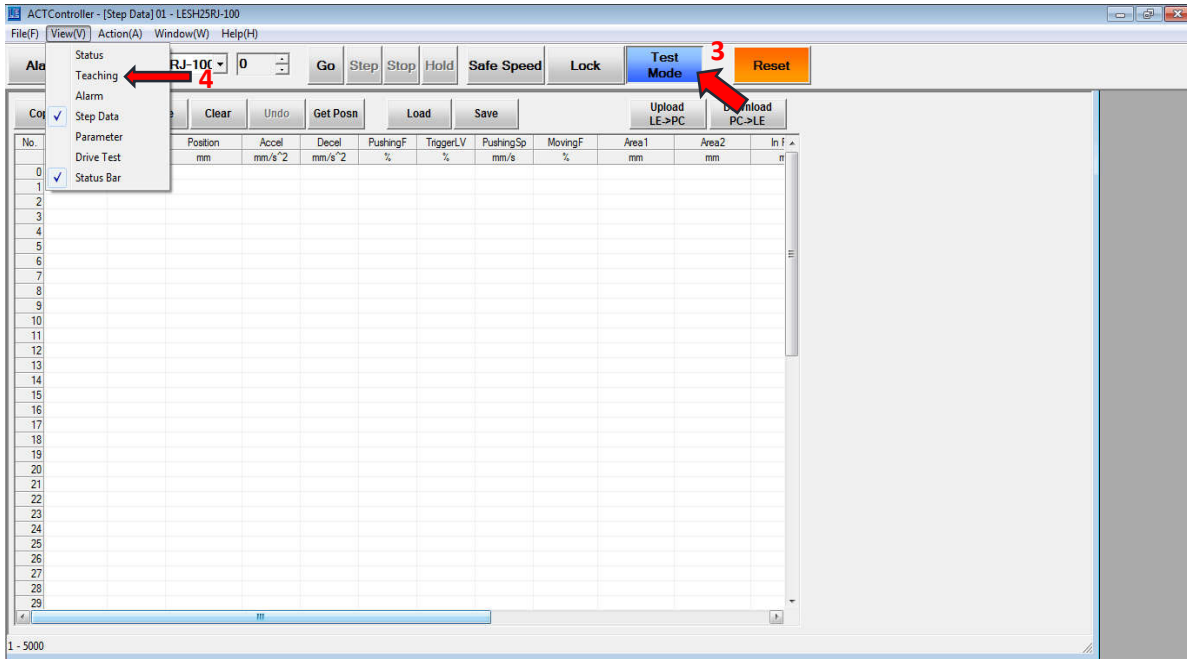 ACTController - [Step Data] 01 - LESH25RJ-100
File(F) View(V) Action(A) Window(W) Help(H)
Status
Teaching
Alarm
Step Data
Parameter
Drive Test
Status Bar
4
RJ-10 0 Go Step Stop Hold Safe Speed Lock Test Mode 3 Reset
Clear Undo Get Posn Load Save Upload LE->PC PC->LE
No. Position Accel Decel PushingF TriggerLV PushingSp MovingF Area1 Area2 In
mm mm/s^2 mm/s^2 % % mm/s % mm mm
0
1
2
3
4
5
6
7
8
9
10
11
12
13
14
15
16
17
18
19
20
21
22
23
24
25
26
27
28
29
1 - 5000